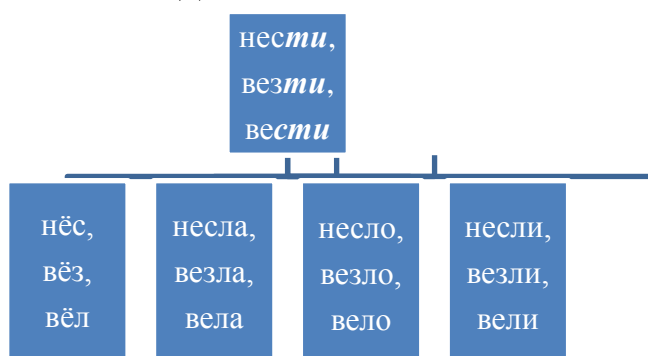 нести,
везти,
вести
нёс,
вёз,
вёл
несла,
везла,
вела
несло,
везло,
вело
несли,
везли,
вели